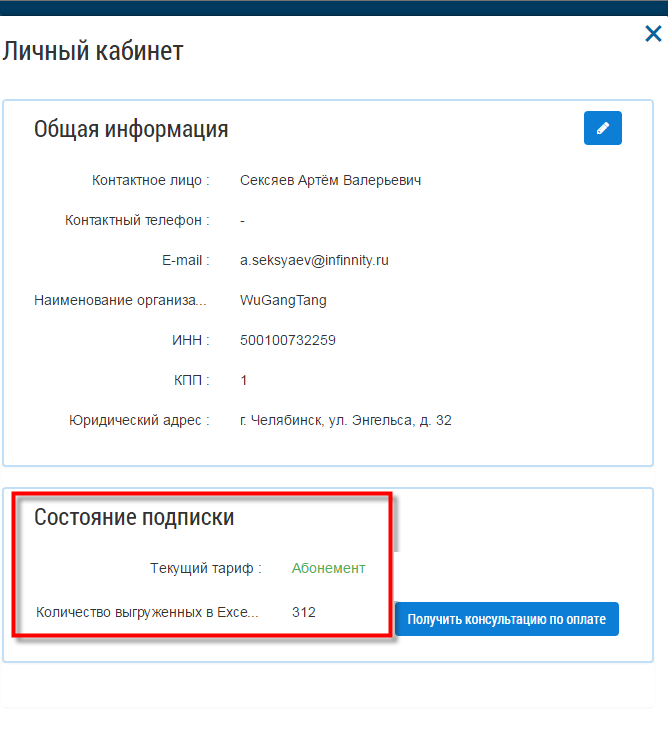 Личный кабинет
Общая информация
Контактное лицо : Сексяев Артём Валерьевич
Контактный телефон : -
E-mail : a.seksyaev@infinnity.ru
Наименование организа... WuGangTang
ИНН : 500100732259
КПП : 1
Юридический адрес : г. Челябинск, ул. Энгельса, д. 32
Состояние подписки
Текущий тариф : Абонемент
Количество выгруженных в Exce... 312
Получить консультацию по оплате